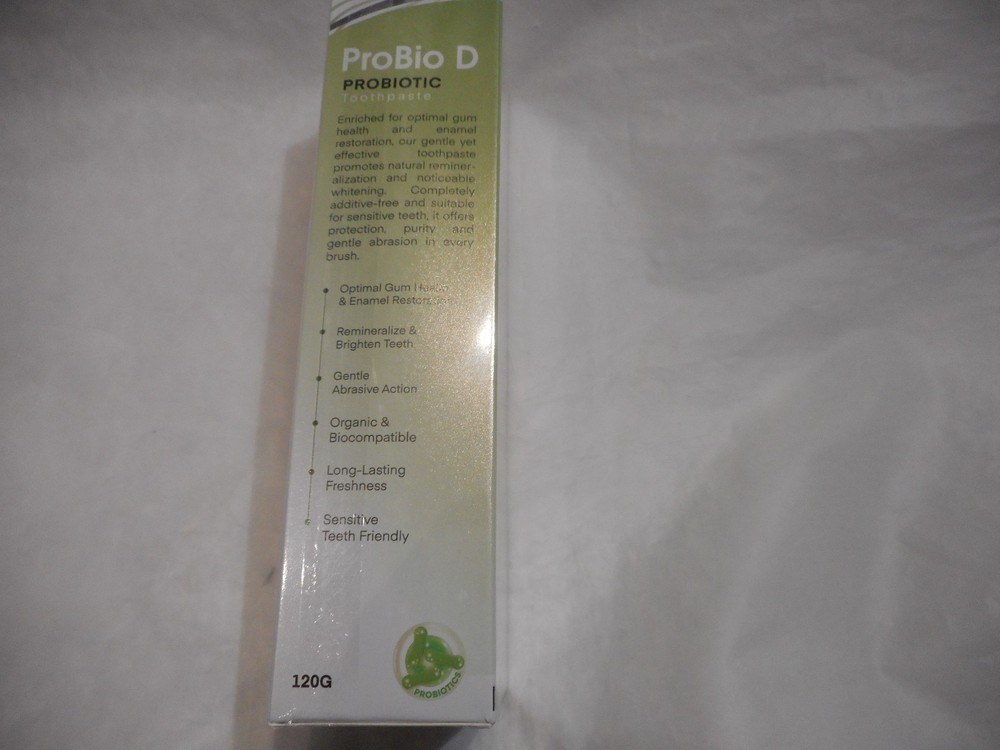 ProBio D
PROBIOTIC
Toothpaste
Enriched for optimal gum
health and enamel
restoration, our gentle yet
effective toothpaste
promotes natural reminer-
alization and noticeable
whitening. Completely
additive-free and suitable
for sensitive teeth, it offers
protection, purity and
gentle abrasion in every
brush.
Optimal Gum Health
& Enamel Restoration
Remineralize &
Brighten Teeth
Gentle
Abrasive Action
Organic &
Biocompatible
Long-Lasting
Freshness
Sensitive
Teeth Friendly
120G
PROBIOTICS